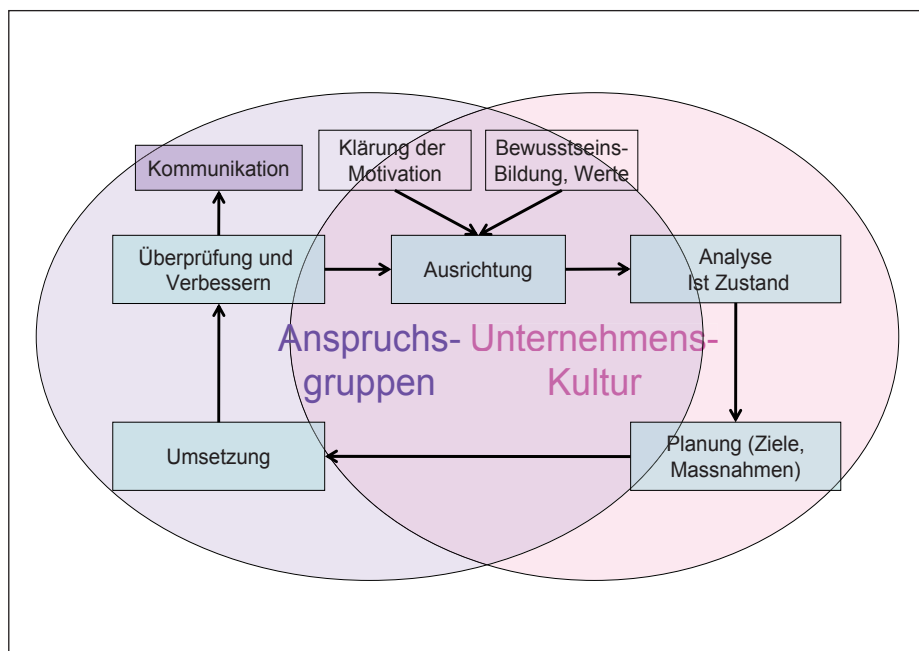 Kommunikation
Klärung der
Motivation
Bewusstseins-
Bildung, Werte
Überprüfung und
Verbessern
Ausrichtung
Analyse
Ist Zustand
Anspruchs-
gruppen
Unternehmens-
Kultur
Umsetzung
Planung (Ziele,
Massnahmen)